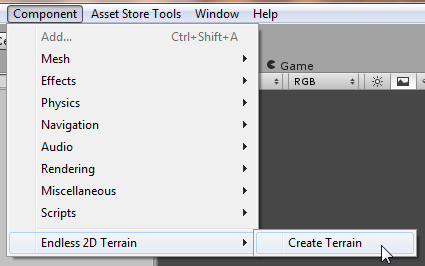 Component Asset Store Tools Window Help
Add... Ctrl+Shift+A
Mesh
Effects
Game
Physics
RGB
Navigation
Audio
Rendering
Miscellaneous
Scripts
Endless 2D Terrain
Create Terrain